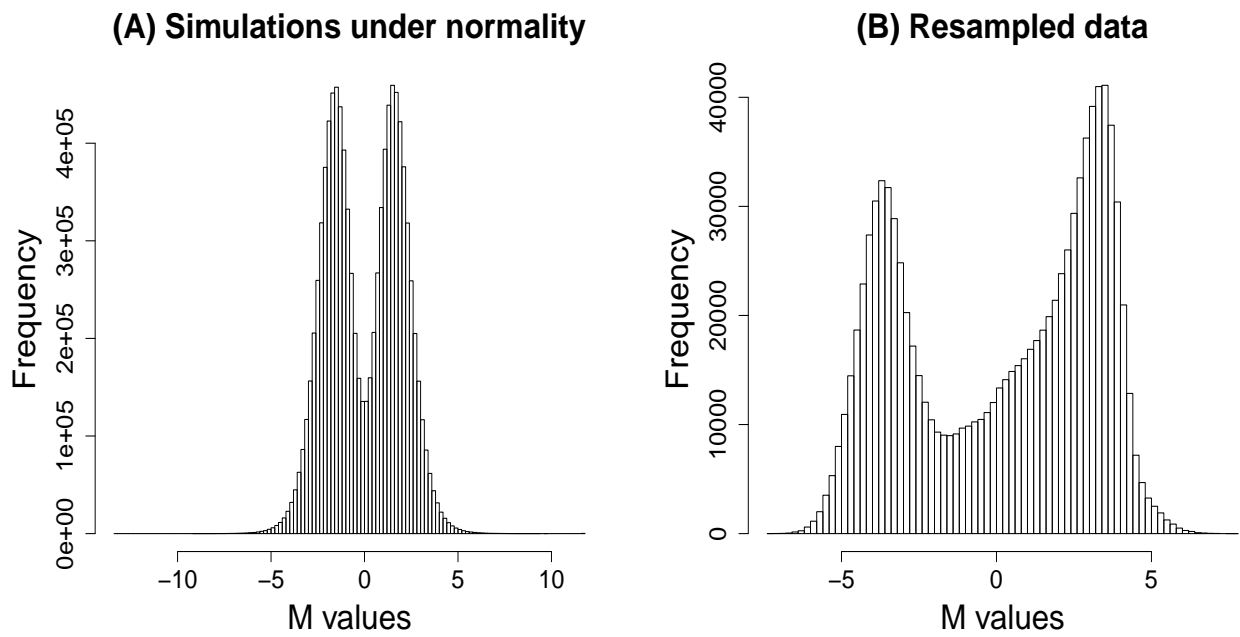 (A) Simulations under normality
Frequency
0e+00 1e+05 2e+05 3e+05 4e+05
−10 −5 0 5 10
M values
(B) Resampled data
Frequency
0 10000 20000 30000 40000
−5 0 5
M values